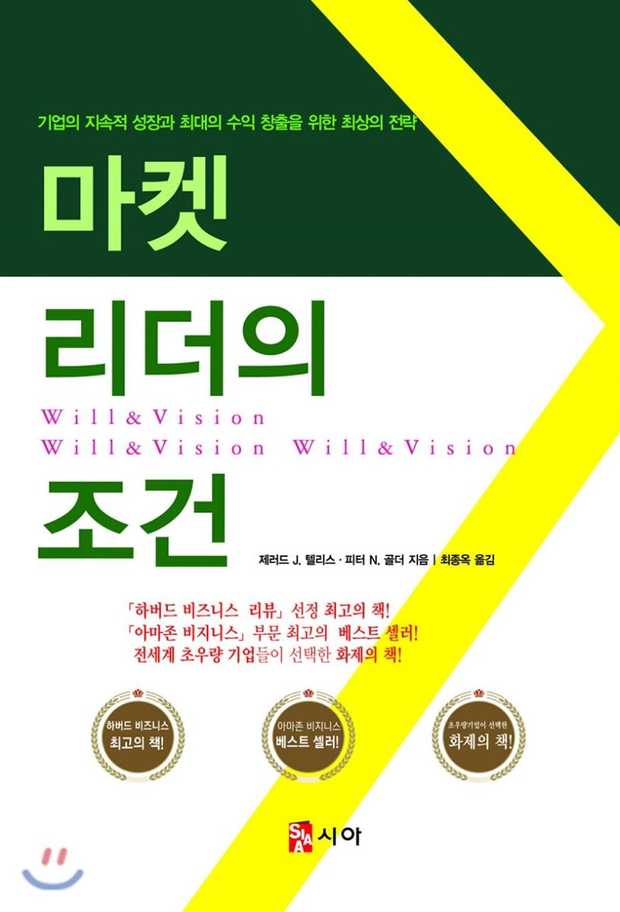 기업의 지속적 성장과 최대의 수익 창출을 위한 최상의 전략
마켓
리더의
Will&Vision
Will&Vision Will&Vision
조건
제러드 J. 텔리스 · 피터 N. 골더 지음 | 최종옥 옮김
「하버드 비즈니스 리뷰」 선정 최고의 책!
「아마존 비지니스」 부문 최고의 베스트 셀러!
전세계 초우량 기업들이 선택한 화제의 책!
하버드 비즈니스
최고의 책!
아마존 비지니스
베스트 셀러!
초우량기업이 선택한
화제의 책!
SIAA 시아